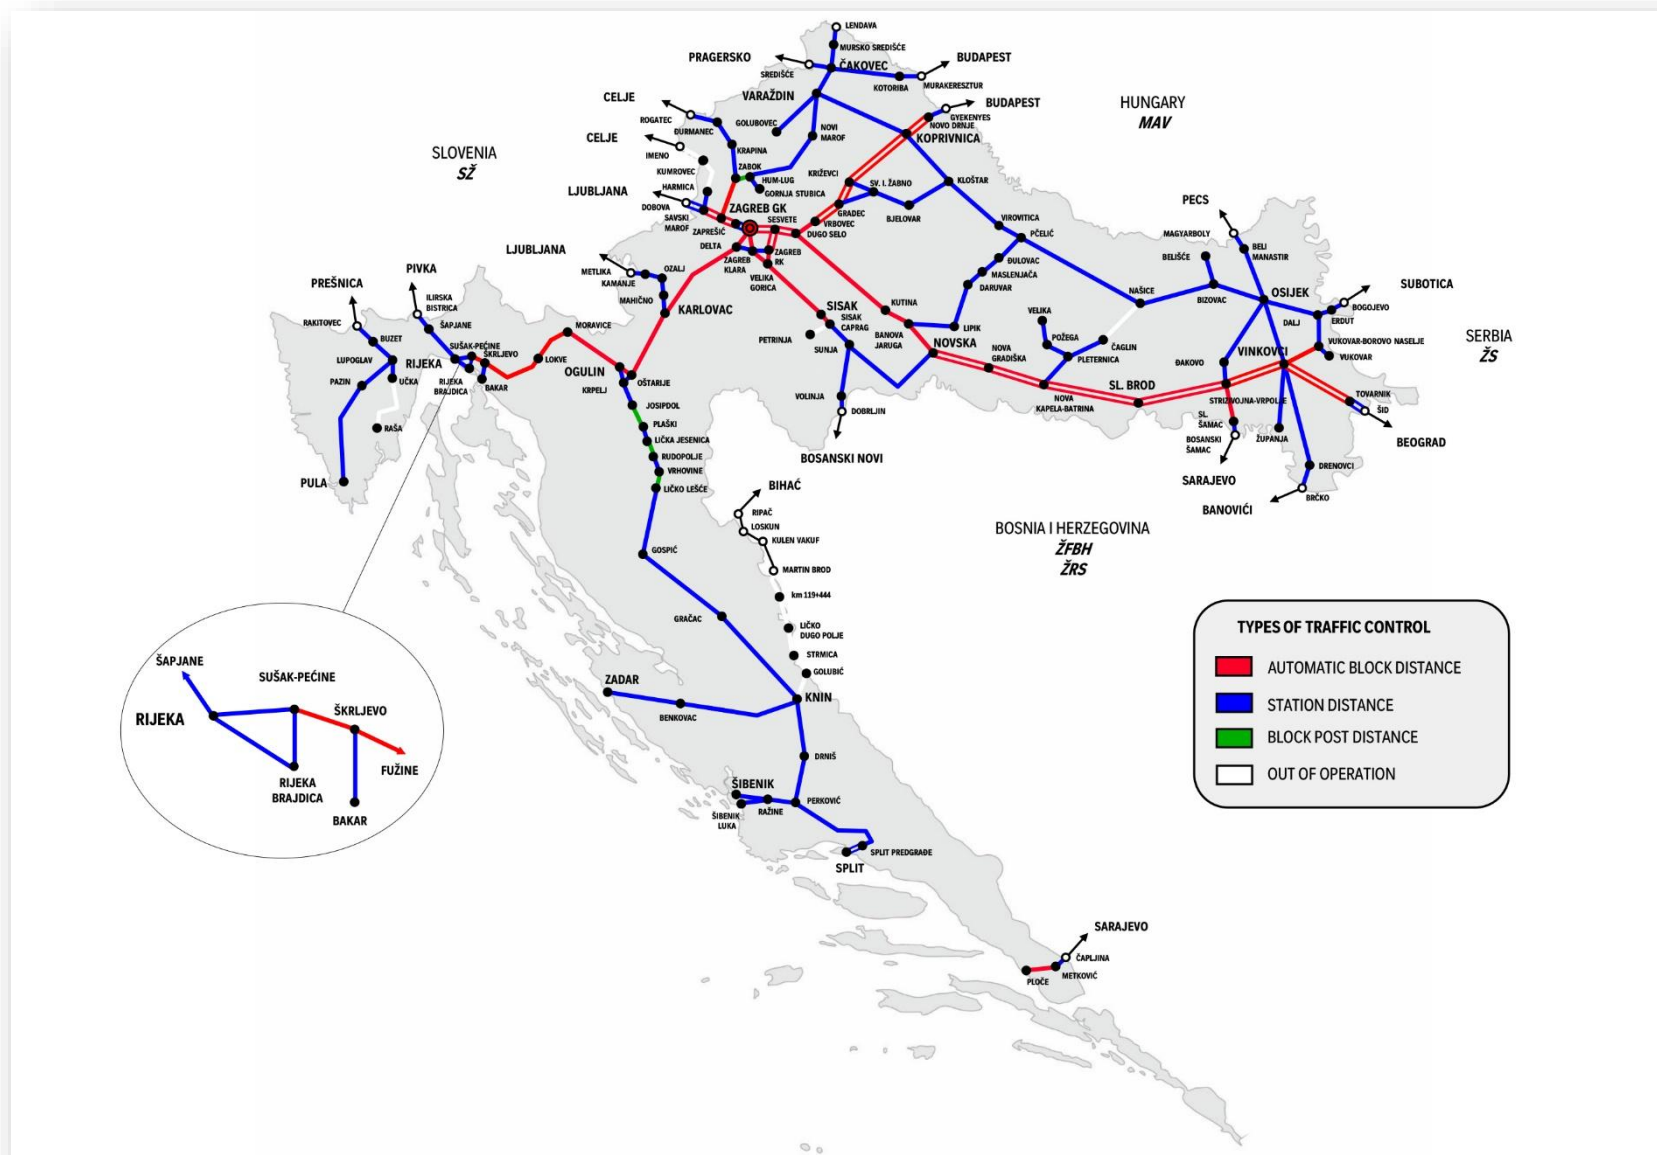 LENDAVA
MURSKO SREDIŠĆE
PRAGERSKO
SREDIŠĆE
ČAKOVEC
BUDAPEST
KOTORIBA
MURAKERESZTUR
CELJE
VARAŽDIN
BUDAPEST
HUNGARY
MAV
ROGATEC
ĐURMANEC
GOLUBOVEC
NOVI
MAROF
GYEKENYES
NOVO DRNJE
KOPRIVNICA
CELJE
SLOVENIA
SŽ
IMENO
KRAPINA
KUMROVEC
ZABOK
HUM-LUG
GORNJA STUBICA
KRIŽEVCI
SV. I. ŽABNO
KLOŠTAR
LJUBLJANA
HARMICA
DOBOVA
SAVSKI
MAROF
ZAPREŠIĆ
ZAGREB GK
SESVETE
DUGO SELO
VRBOVEC
GRADEC
BJELOVAR
VIROVITICA
PČELIĆ
PECS
MAGYARBOLY
BELI
MANASTIR
BELIŠĆE
LJUBLJANA
DELTA
ZAGREB
KLARA
ZAGREB
RK
VELIKA
GORICA
ĐULOVAC
MASLENJAČA
DARUVAR
METLIKA
KAMANJE
OZALJ
MAHIČNO
KARLOVAC
PREŠNICA
PIVKA
ILIRSKA
BISTRICA
RAKITOVEC
ŠAPJANE
BUZET
LUPOGLAV
RIJEKA
SUŠAK-PEĆINE
ŠKRLJEVO
MORAVICE
LOKVE
PAZIN
UČKA
RIJEKA
BRAJDICA
BAKAR
OGULIN
KRPELJ
OŠTARIJE
RAŠA
PULA
SISAK
SISAK
CAPRAG
PETRINJA
SUNJA
KUTINA
BANOVA
JARUGA
LIPIK
NOVSKA
NOVA
GRADIŠKA
VELIKA
POŽEGA
PLETERNICA
ČAGLIN
NAŠICE
BIZOVAC
OSIJEK
DALJ
ERDUT
BOGOJEVO
SUBOTICA
SERBIA
ŽS
VUKOVAR-BOROVO NASELJE
VUKOVAR
VINKOVCI
ĐAKOVO
STRIZIVOJNA-VRPOLJE
SL. BROD
NOVA
KAPELA-BATRINA
TOVARNIK
ŠID
BEOGRAD
SL.
ŠAMAC
BOSANSKI
ŠAMAC
ŽUPANJA
SARAJEVO
DRENOVCI
BRČKO
BANOVIĆI
VOLINJA
DOBRLJIN
BOSANSKI NOVI
JOSIPDOL
PLAŠKI
LIČKA JESENICA
RUDOPOLJE
VRHOVINE
LIČKO LEŠĆE
GOSPIĆ
GRAČAC
BIHAĆ
RIPAČ
LOSKUN
KULEN VAKUF
MARTIN BROD
km 119+444
LIČKO
DUGO POLJE
STRMICA
GOLUBIĆ
KNIN
BOSNIA I HERZEGOVINA
ŽFBH
ŽRS
ZADAR
BENKOVAC
DRNIŠ
ŠIBENIK
ŠIBENIK
LUKA
RAŽINE
PERKOVIĆ
SPLIT PREDGRAĐE
SPLIT
SARAJEVO
ČAPLJINA
METKOVIĆ
PLOČE
ŠAPJANE
SUŠAK-PEĆINE
RIJEKA
ŠKRLJEVO
FUŽINE
RIJEKA
BRAJDICA
BAKAR
TYPES OF TRAFFIC CONTROL
AUTOMATIC BLOCK DISTANCE
STATION DISTANCE
BLOCK POST DISTANCE
OUT OF OPERATION